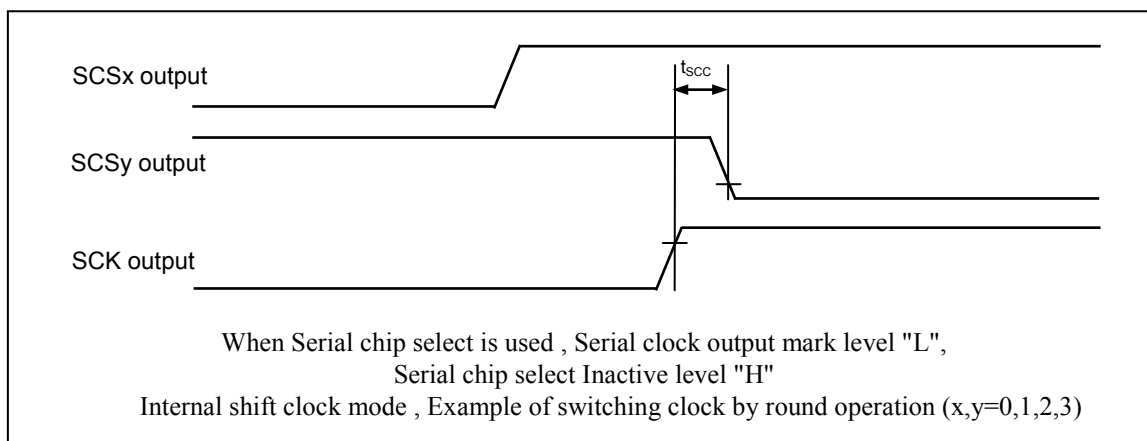 SCSx output
tSCC
SCSy output
SCK output
When Serial chip select is used , Serial clock output mark level "L",
Serial chip select Inactive level "H"
Internal shift clock mode , Example of switching clock by round operation (x,y=0,1,2,3)